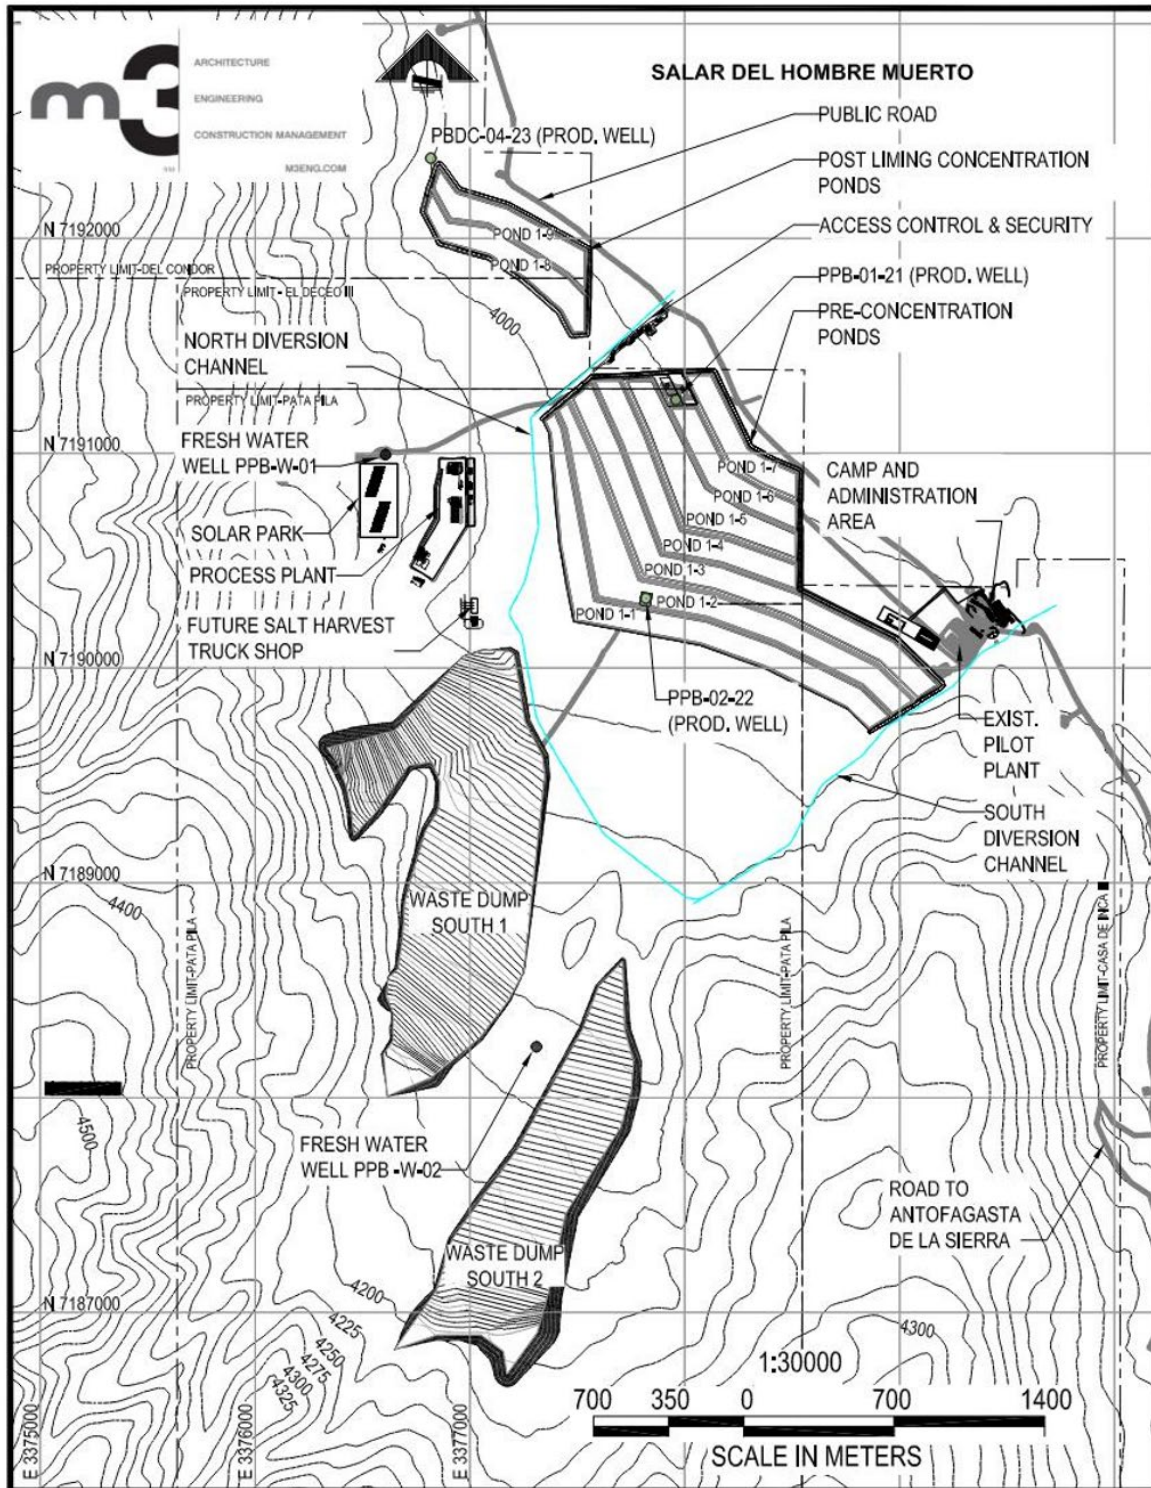 m3
ARCHITECTURE
ENGINEERING
CONSTRUCTION MANAGEMENT
M3ENG.COM
SALAR DEL HOMBRE MUERTO
PUBLIC ROAD
PBDC-04-23 (PROD. WELL)
POST LIMING CONCENTRATION
PONDS
ACCESS CONTROL & SECURITY
N 7192000
POND 1-9
POND 1-8
PROPERTY LIMIT-DEL CONDOR
PPB-01-21 (PROD. WELL)
PROPERTY LIMIT - EL DECEO III
PRE-CONCENTRATION
PONDS
4000
NORTH DIVERSION
CHANNEL
PROPERTY LIMIT-PATA PILA
FRESH WATER
WELL PPB-W-01
N 7191000
POND 1-7
POND 1-6
POND 1-5
POND 1-4
POND 1-3
POND 1-2
POND 1-1
CAMP AND
ADMINISTRATION
AREA
SOLAR PARK
PROCESS PLANT
FUTURE SALT HARVEST
TRUCK SHOP
N 7190000
PPB-02-22
(PROD. WELL)
EXIST.
PILOT
PLANT
SOUTH
DIVERSION
CHANNEL
N 7189000
4400
WASTE DUMP
SOUTH 1
PROPERTY LIMIT-PATA PILA
PROPERTY LIMIT-PATA PILA
PROPERTY LIMIT-CASA DE INCA
4500
FRESH WATER
WELL PPB -W-02
ROAD TO
ANTOFAGASTA
DE LA SIERRA
WASTE DUMP
SOUTH 2
N 7187000
4200
4225
4250
4275
4300
4325
4300
1:30000
700 350 0 700 1400
SCALE IN METERS
E 3375000
E 3376000
E 3377000